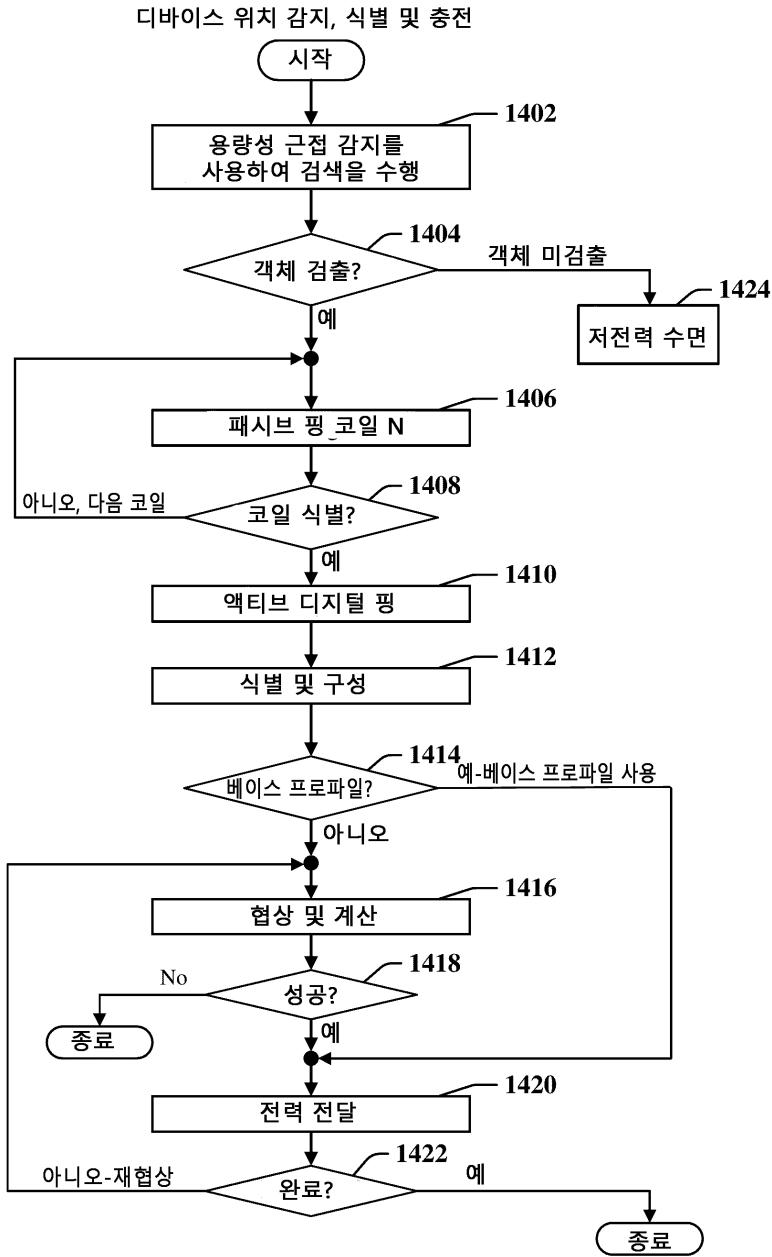 디바이스 위치 감지, 식별 및 충전
시작
1402
용량성 근접 감지를
사용하여 검색을 수행
1404
객체 검출?
객체 미검출
1424
저전력 수면
예
1406
패시브 핑 코일 N
1408
코일 식별?
아니오, 다음 코일
예
1410
액티브 디지털 핑
1412
식별 및 구성
1414
베이스 프로파일?
예-베이스 프로파일 사용
아니오
1416
협상 및 계산
1418
성공?
No
종료
예
1420
전력 전달
1422
완료?
아니오-재협상
예
종료